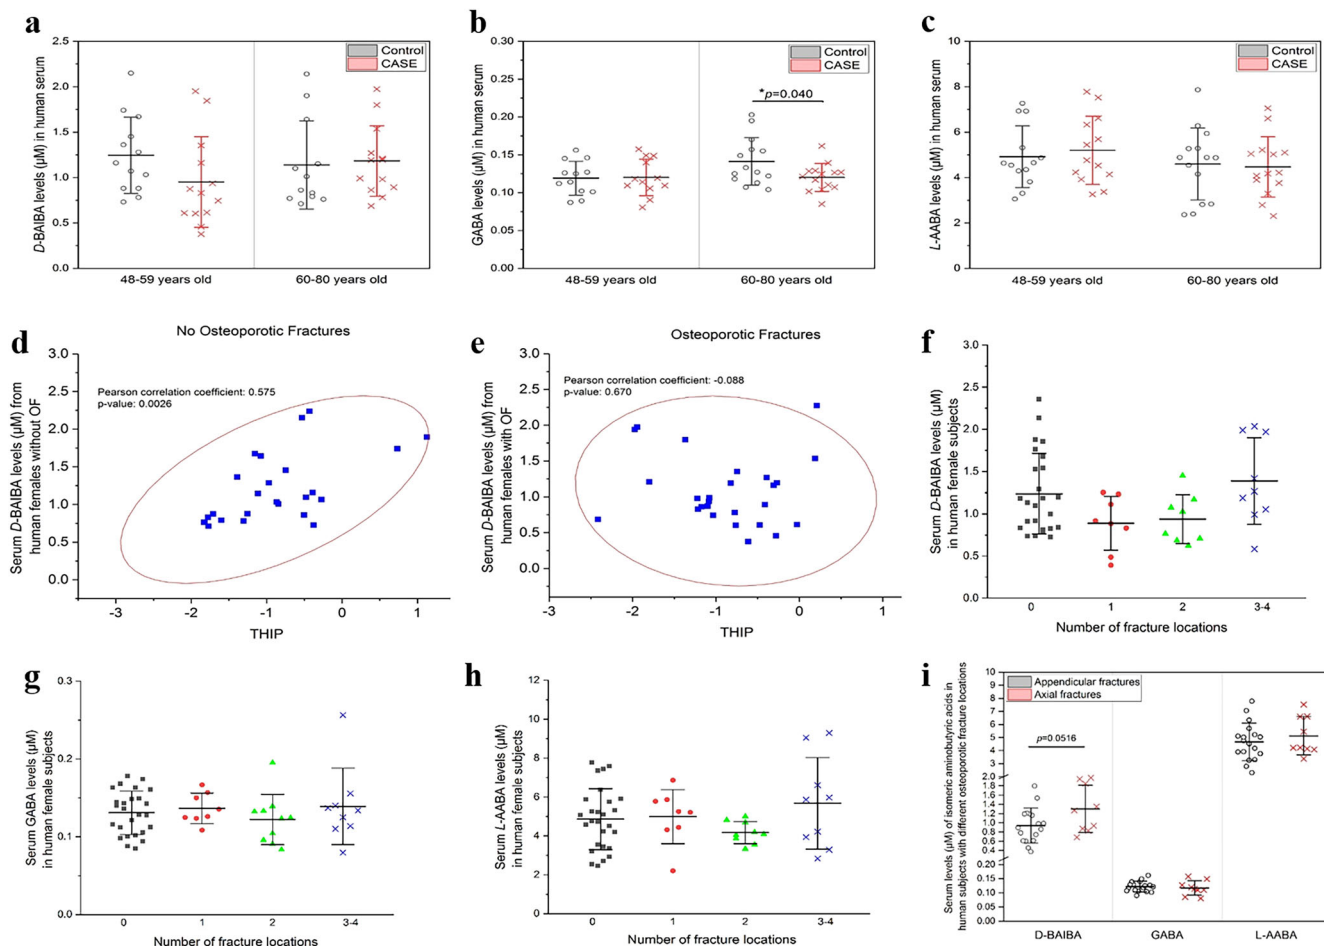 a
D-BAIBA levels (µM) in human serum
2.5
2.0
1.5
1.0
0.5
0.0
Control
CASE
48-59 years old
60-80 years old
b
GABA levels (µM) in human serum
0.30
0.25
0.20
0.15
0.10
0.05
0.00
Control
CASE
*p=0.040
48-59 years old
60-80 years old
c
L-AABA levels (µM) in human serum
10
8
6
4
2
0
Control
CASE
48-59 years old
60-80 years old
d
No Osteoporotic Fractures
Serum D-BAIBA levels (µM) from
human females without OF
3.0
2.5
2.0
1.5
1.0
0.5
0.0
Pearson correlation coefficient: 0.575
p-value: 0.0026
-3
-2
-1
0
1
THIP
e
Osteoporotic Fractures
Serum D-BAIBA levels (µM) from
human females with OF
3.0
2.5
2.0
1.5
1.0
0.5
0.0
Pearson correlation coefficient: -0.088
p-value: 0.670
-3
-2
-1
0
1
THIP
f
Serum D-BAIBA levels (µM)
in human female subjects
3.0
2.5
2.0
1.5
1.0
0.5
0.0
0
1
2
3-4
Number of fracture locations
g
Serum GABA levels (µM)
in human female subjects
0.3
0.2
0.1
0.0
0
1
2
3-4
Number of fracture locations
h
Serum L-AABA levels (µM)
in human female subjects
12
10
8
6
4
2
0
0
1
2
3-4
Number of fracture locations
i
Serum levels (µM) of isomeric aminobutyric acids in
human subjects with different osteoporotic fracture locations
10
9
8
7
6
5
4
3
2.0
1.8
1.6
1.4
1.2
1.0
0.8
0.6
0.4
0.20
0.15
0.10
0.05
0.00
Appendicular fractures
Axial fractures
p=0.0516
D-BAIBA
GABA
L-AABA